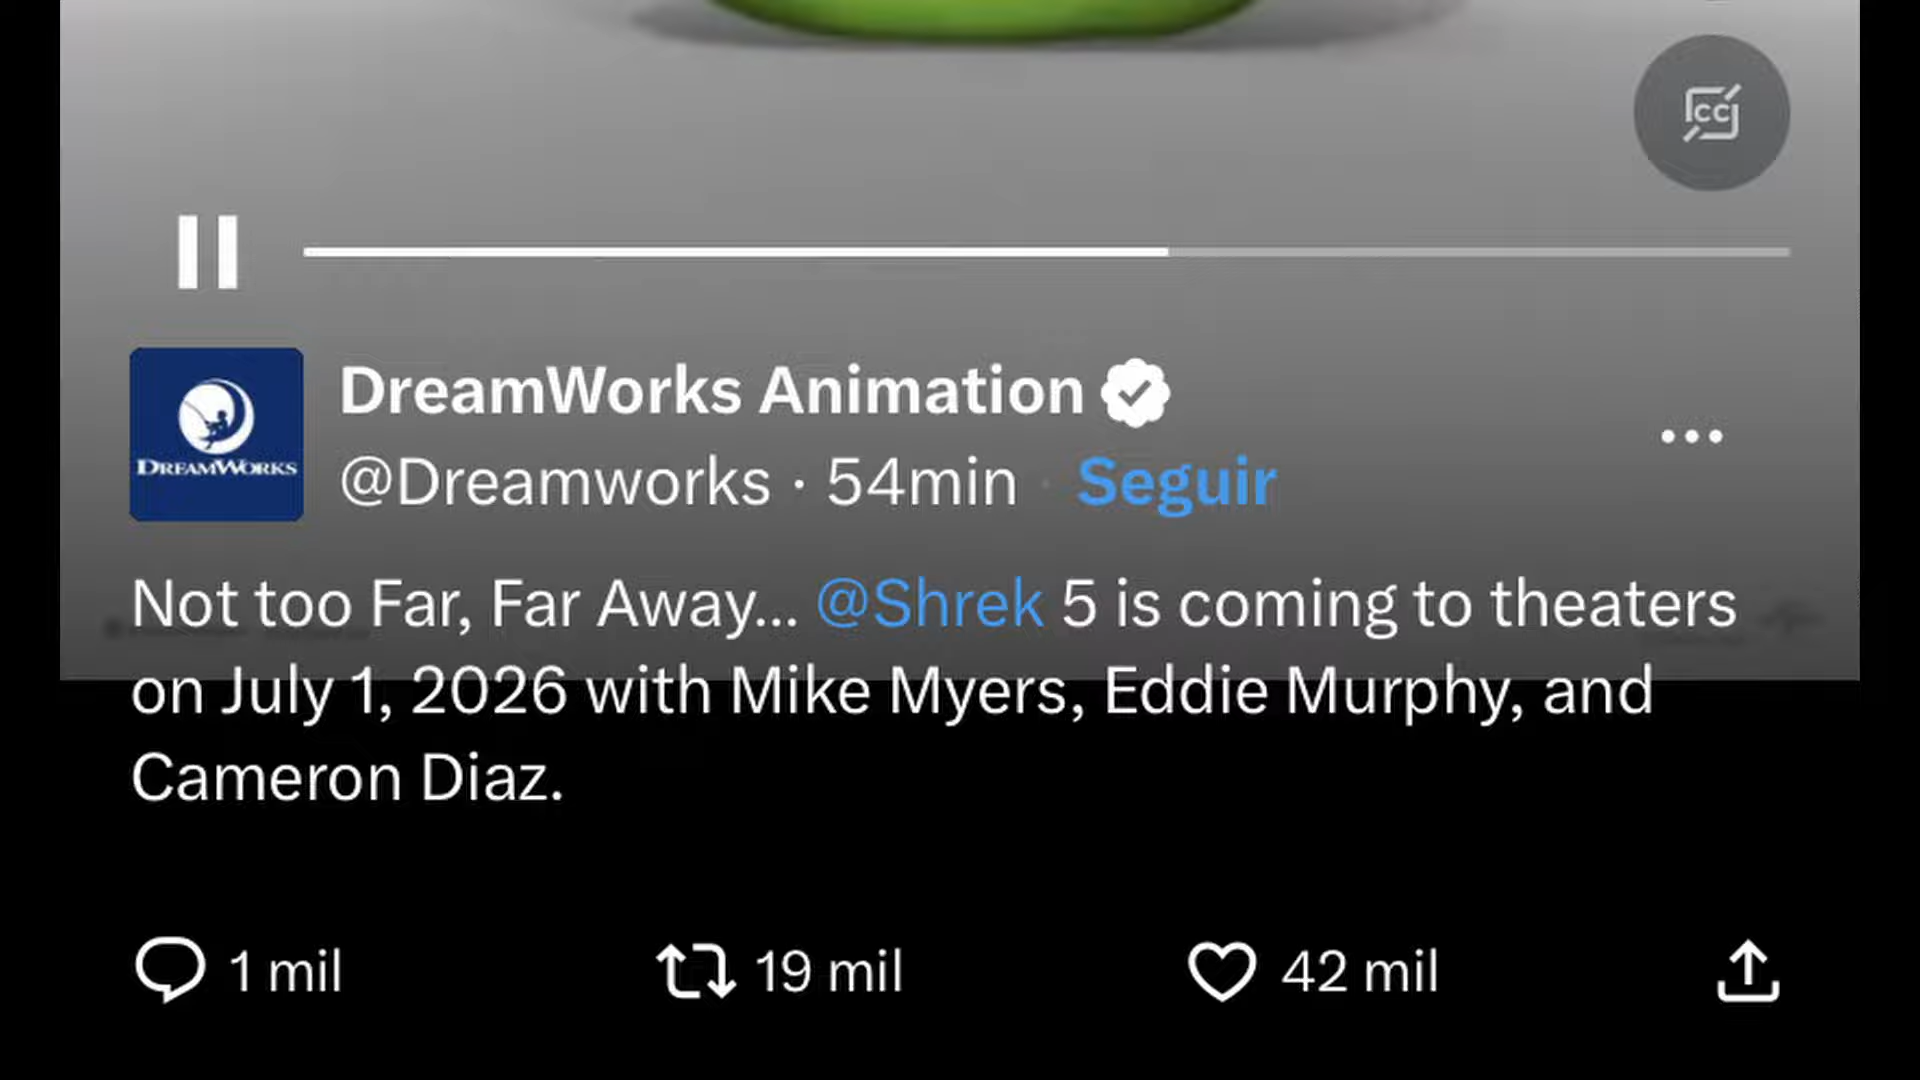 CC
DreamWorks Animation
DREAMWORKS
@Dreamworks · 54min · Seguir
Not too Far, Far Away... @Shrek 5 is coming to theaters
on July 1, 2026 with Mike Myers, Eddie Murphy, and
Cameron Diaz.
1 mil
19 mil
42 mil